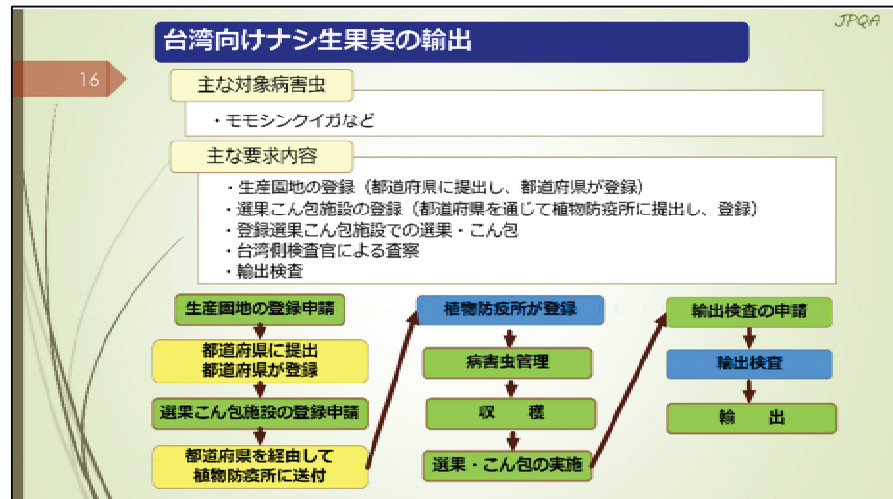 JPQA
台湾向けナシ生果実の輸出
16
主な対象病害虫
・モモシンクイガなど
主な要求内容
・生産園地の登録（都道府県に提出し、都道府県が登録）
・選果こん包施設の登録（都道府県を通じて植物防疫所に提出し、登録）
・登録選果こん包施設での選果・こん包
・台湾側検査官による査察
・輸出検査
生産園地の登録申請
都道府県に提出
都道府県が登録
選果こん包施設の登録申請
都道府県を経由して
植物防疫所に送付
植物防疫所が登録
病害虫管理
収　穫
選果・こん包の実施
輸出検査の申請
輸出検査
輸　出